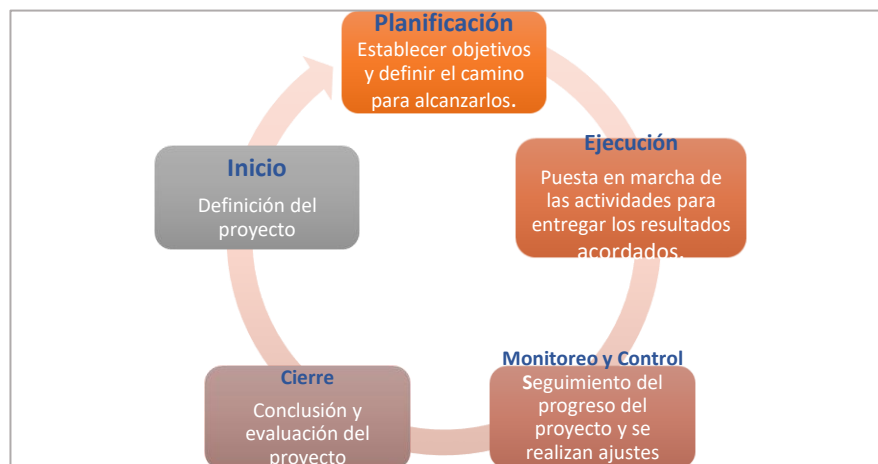 Planificación
Establecer objetivos
y definir el camino
para alcanzarlos.
Ejecución
Puesta en marcha de
las actividades para
entregar los resultados
acordados.
Monitoreo y Control
Seguimiento del
progreso del
proyecto y se
realizan ajustes
Cierre
Conclusión y
evaluación del
proyecto
Inicio
Definición del
proyecto